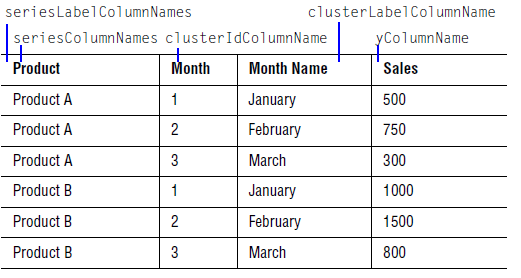 seriesLabelColumnNames clusterLabelColumnName
seriesColumnNames clusterIdColumnName yColumnName
Product Month Month Name Sales
Product A 1 January 500
Product A 2 February 750
Product A 3 March 300
Product B 1 January 1000
Product B 2 February 1500
Product B 3 March 800